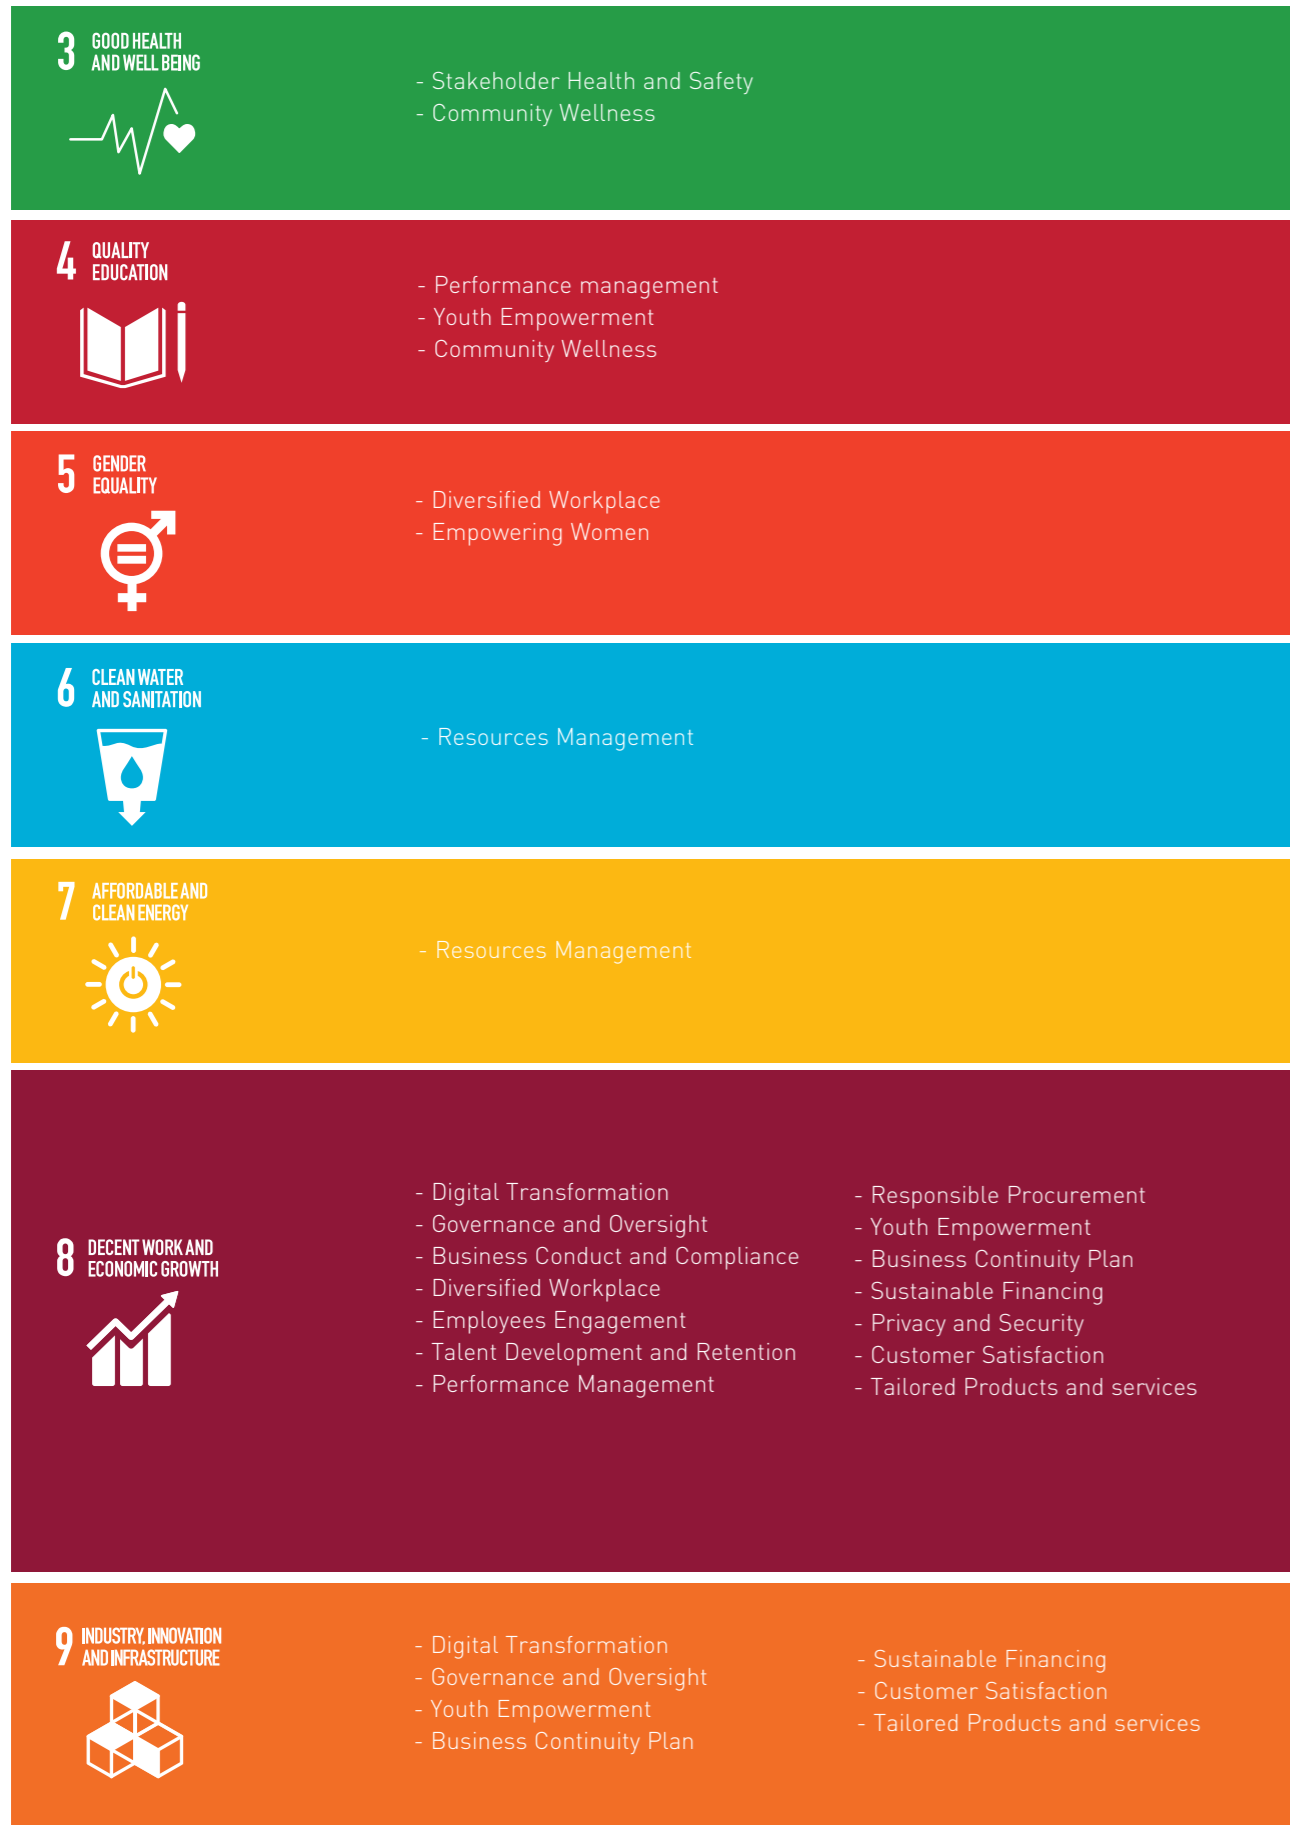 3 GOOD HEALTH
AND WELL BEING
- Stakeholder Health and Safety
- Community Wellness
4 QUALITY
EDUCATION
- Performance management
- Youth Empowerment
- Community Wellness
5 GENDER
EQUALITY
- Diversified Workplace
- Empowering Women
6 CLEAN WATER
AND SANITATION
- Resources Management
7 AFFORDABLE AND
CLEAN ENERGY
- Resources Management
8 DECENT WORK AND
ECONOMIC GROWTH
- Digital Transformation
- Governance and Oversight
- Business Conduct and Compliance
- Diversified Workplace
- Employees Engagement
- Talent Development and Retention
- Performance Management
- Responsible Procurement
- Youth Empowerment
- Business Continuity Plan
- Sustainable Financing
- Privacy and Security
- Customer Satisfaction
- Tailored Products and services
9 INDUSTRY, INNOVATION
AND INFRASTRUCTURE
- Digital Transformation
- Governance and Oversight
- Youth Empowerment
- Business Continuity Plan
- Sustainable Financing
- Customer Satisfaction
- Tailored Products and services